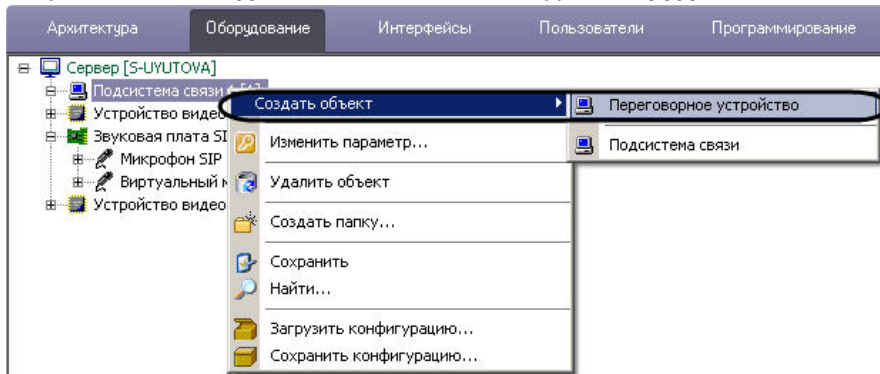 Архитектура Оборудование Интерфейсы Пользователи Программирование
Сервер [S-UYUTOVA]
Подсистема связи
Устройство видео
Звуковая плата SI
Микрофон SIP
Виртуальный
Устройство видео
Создать объект
Изменить параметр...
Удалить объект
Создать папку...
Сохранить
Найти...
Загрузить конфигурацию...
Сохранить конфигурацию...
Переговорное устройство
Подсистема связи